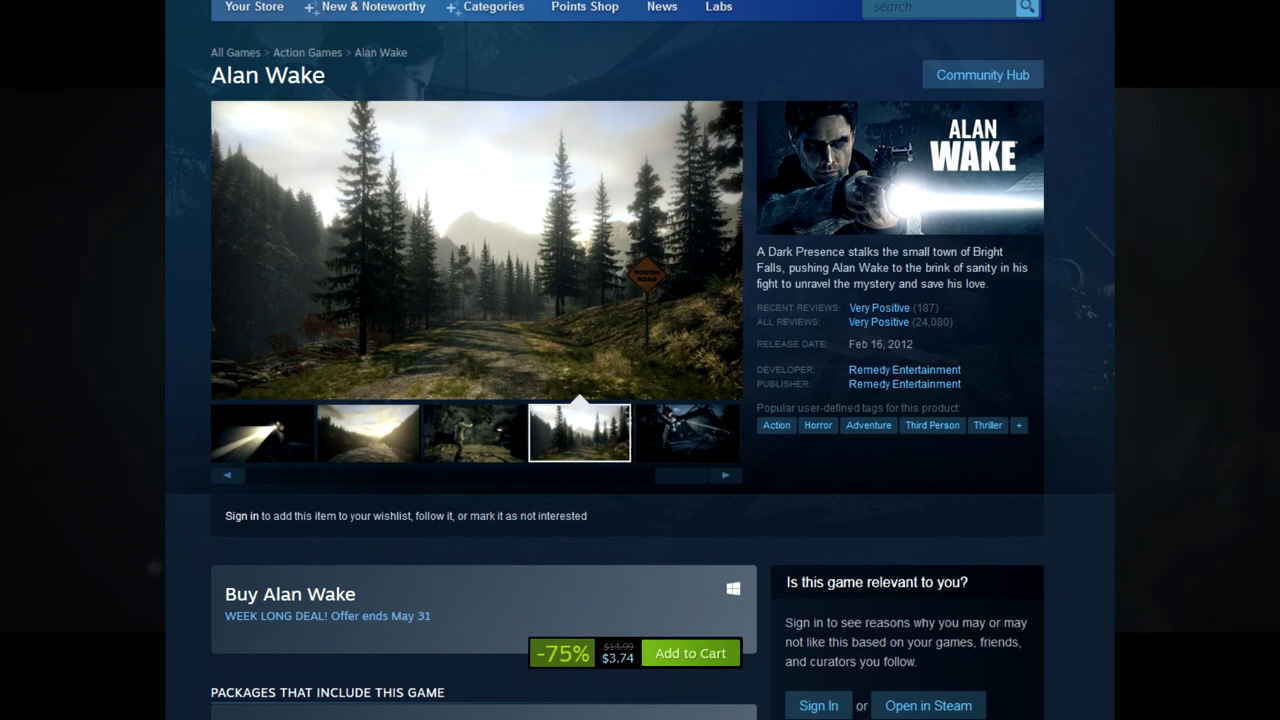 Your Store
New & Noteworthy
Categories
Points Shop
News
Labs
search
All Games > Action Games > Alan Wake
Alan Wake
Community Hub
ROUGH
ROAD
ALAN
WAKE
A Dark Presence stalks the small town of Bright
Falls, pushing Alan Wake to the brink of sanity in his
fight to unravel the mystery and save his love.
RECENT REVIEWS: Very Positive (187)
ALL REVIEWS: Very Positive (24,080)
RELEASE DATE: Feb 16, 2012
DEVELOPER: Remedy Entertainment
PUBLISHER: Remedy Entertainment
Popular user-defined tags for this product:
Action Horror Adventure Third Person Thriller +
Sign in to add this item to your wishlist, follow it, or mark it as not interested
Buy Alan Wake
WEEK LONG DEAL! Offer ends May 31
-75%
$14.99
$3.74
Add to Cart
PACKAGES THAT INCLUDE THIS GAME
Is this game relevant to you?
Sign in to see reasons why you may or may
not like this based on your games, friends,
and curators you follow.
Sign In or Open in Steam